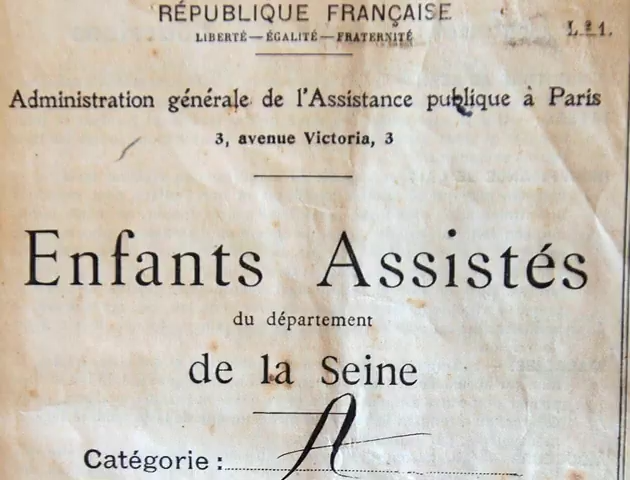 RÉPUBLIQUE FRANÇAISE
LIBERTÉ—ÉGALITÉ—FRATERNITÉ
L. 1.
Administration générale de l'Assistance publique à Paris
3, avenue Victoria, 3
Enfants Assistés
du département
de la Seine
Catégorie : A